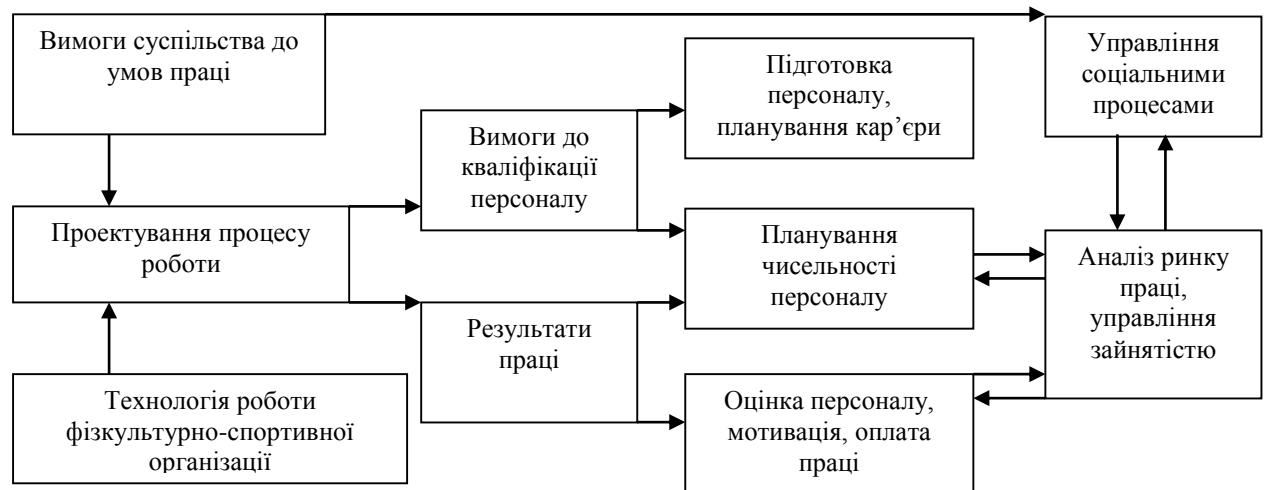 Вимоги суспільства до
умов праці
Управління
соціальними
процесами
Підготовка
персоналу,
планування кар’єри
Вимоги до
кваліфікації
персоналу
Проектування процесу
роботи
Планування
чисельності
персоналу
Аналіз ринку
праці,
управління
зайнятістю
Результати
праці
Технологія роботи
фізкультурно-спортивної
організації
Оцінка персоналу,
мотивація, оплата
праці